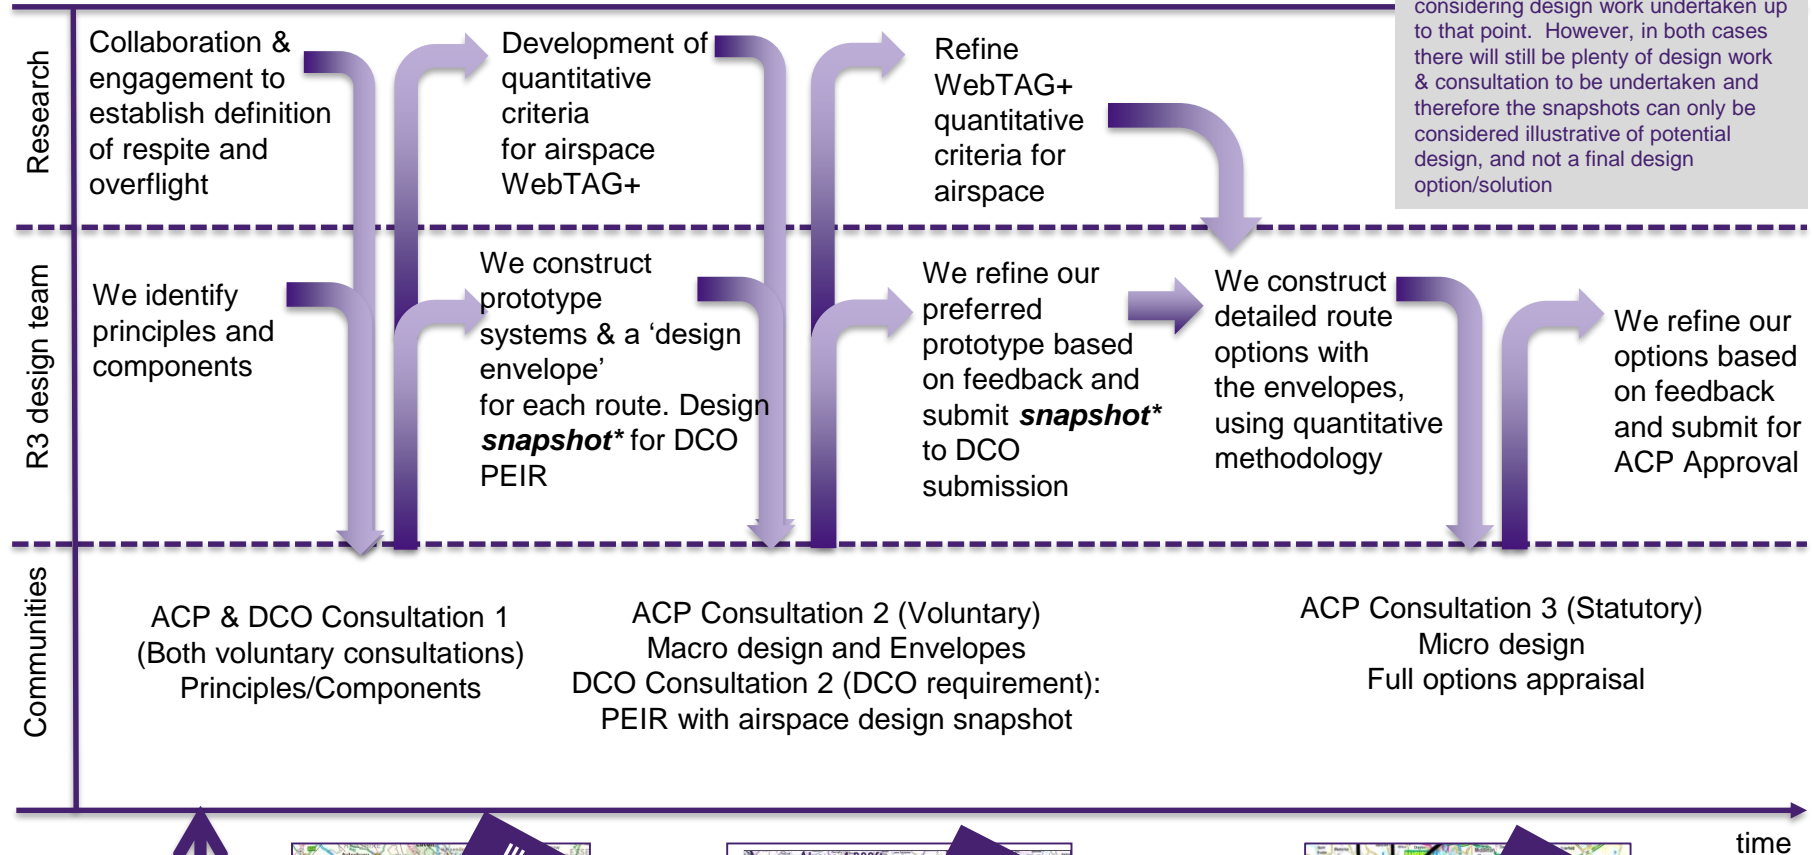 considering design work undertaken up
to that point. However, in both cases
there will still be plenty of design work
& consultation to be undertaken and
therefore the snapshots can only be
considered illustrative of potential
design, and not a final design
option/solution
Research
Collaboration &
engagement to
establish definition
of respite and
overflight
Development of
quantitative
criteria
for airspace
WebTAG+
Refine
WebTAG+
quantitative
criteria for
airspace
R3 design team
We identify
principles and
components
We construct
prototype
systems & a ‘design
envelope’
for each route. Design
snapshot* for DCO
PEIR
We refine our
preferred
prototype based
on feedback and
submit snapshot*
to DCO
submission
We construct
detailed route
options with
the envelopes,
using quantitative
methodology
We refine our
options based
on feedback
and submit for
ACP Approval
Communities
ACP & DCO Consultation 1
(Both voluntary consultations)
Principles/Components
ACP Consultation 2 (Voluntary)
Macro design and Envelopes
DCO Consultation 2 (DCO requirement):
PEIR with airspace design snapshot
ACP Consultation 3 (Statutory)
Micro design
Full options appraisal
time